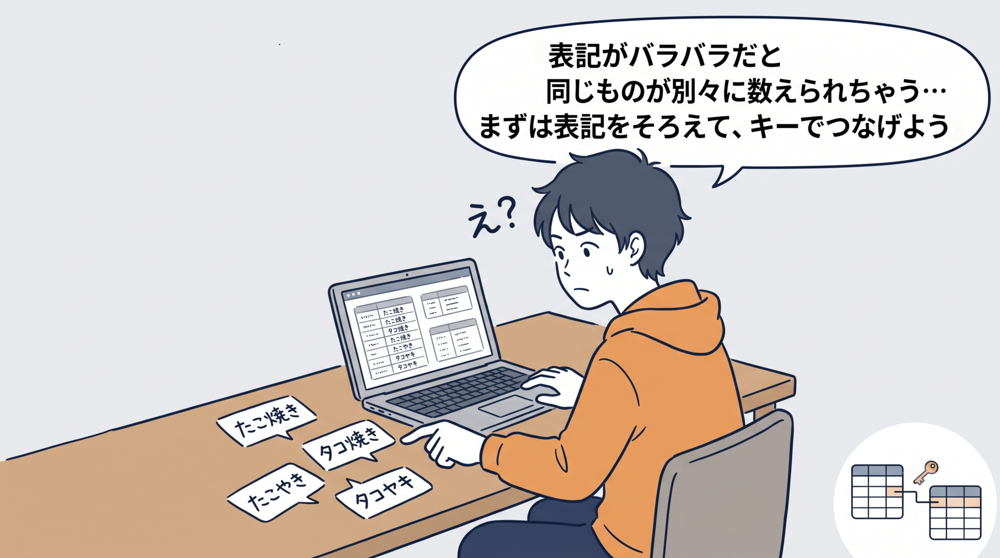 表記がバラバラだと
同じものが別々に数えられちゃう…
まずは表記をそろえて、キーでつなげよう
え?
たこ焼き
たこ焼き
タコ焼き
たこ焼き
たこやき
タコヤキ
タコヤキ
たこ焼き
タコ焼き
たこやき
タコヤキ